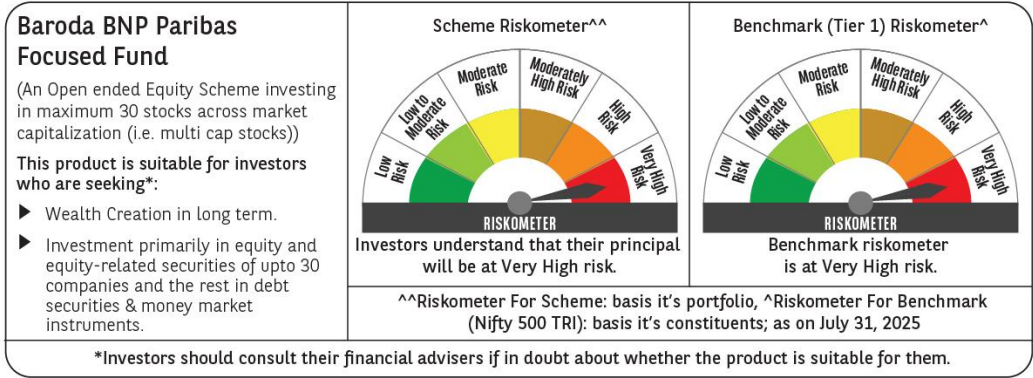 Baroda BNP Paribas
Focused Fund
(An Open ended Equity Scheme investing
in maximum 30 stocks across market
capitalization (i.e. multi cap stocks))
This product is suitable for investors
who are seeking*:
▶ Wealth Creation in long term.
▶ Investment primarily in equity and
equity-related securities of upto 30
companies and the rest in debt
securities & money market
instruments.
Scheme Riskometer^^
Low
Risk
Low to
Moderate
Risk
Moderate
Risk
Moderately
High Risk
High
Risk
Very High
Risk
RISKOMETER
Investors understand that their principal
will be at Very High risk.
Benchmark (Tier 1) Riskometer^
Low
Risk
Low to
Moderate
Risk
Moderate
Risk
Moderately
High Risk
High
Risk
Very High
Risk
RISKOMETER
Benchmark riskometer
is at Very High risk.
^^Riskometer For Scheme: basis it's portfolio, ^Riskometer For Benchmark
(Nifty 500 TRI): basis it's constituents; as on July 31, 2025
*Investors should consult their financial advisers if in doubt about whether the product is suitable for them.